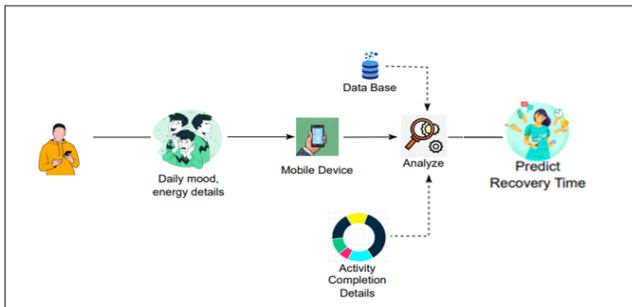 Data Base
Daily mood,
energy details
Mobile Device
Analyze
Predict
Recovery Time
Activity
Completion
Details